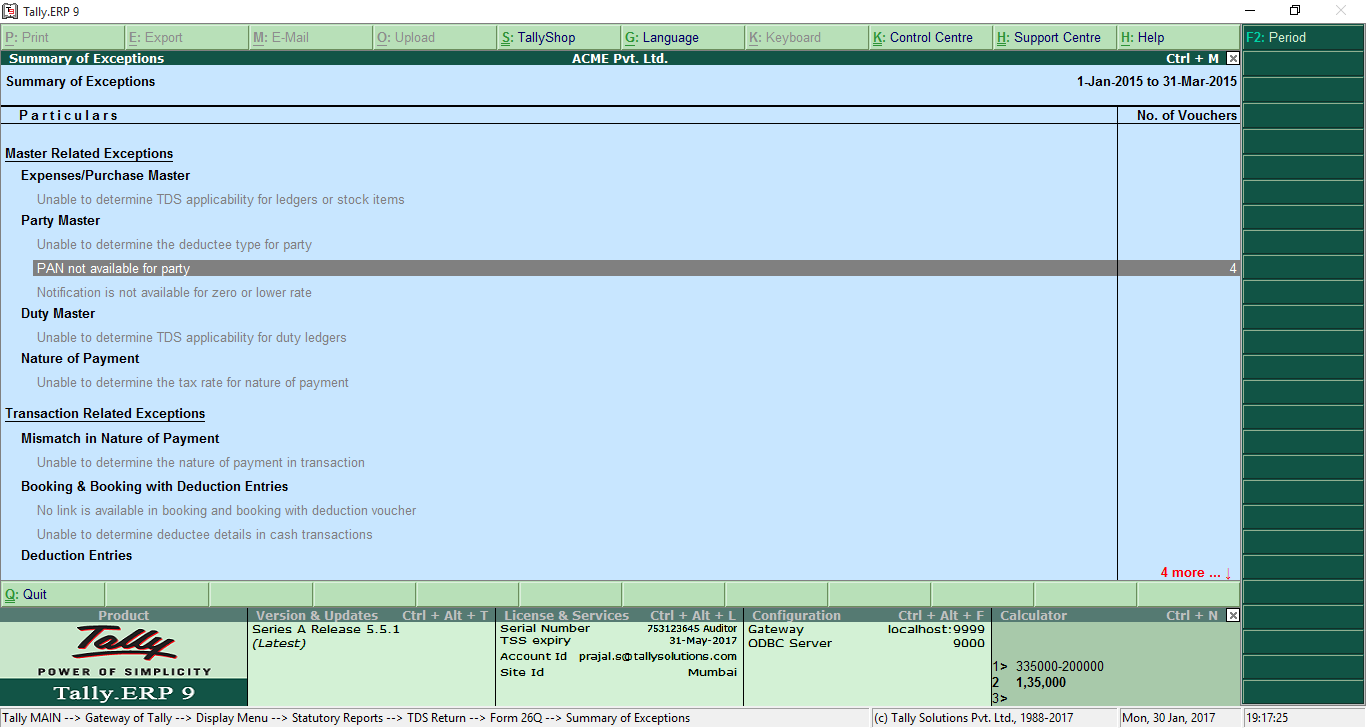 Tally.ERP 9
P: Print E: Export M: E-Mail O: Upload S: TallyShop G: Language K: Keyboard K: Control Centre H: Support Centre H: Help F2: Period
Summary of Exceptions ACME Pvt. Ltd. Ctrl + M
Summary of Exceptions 1-Jan-2015 to 31-Mar-2015
Particulars No. of Vouchers
Master Related Exceptions
Expenses/Purchase Master
Unable to determine TDS applicability for ledgers or stock items
Party Master
Unable to determine the deductee type for party
PAN not available for party 4
Notification is not available for zero or lower rate
Duty Master
Unable to determine TDS applicability for duty ledgers
Nature of Payment
Unable to determine the tax rate for nature of payment
Transaction Related Exceptions
Mismatch in Nature of Payment
Unable to determine the nature of payment in transaction
Booking & Booking with Deduction Entries
No link is available in booking and booking with deduction voucher
Unable to determine deductee details in cash transactions
Deduction Entries
4 more ... ↓
Q: Quit
Product Version & Updates Ctrl + Alt + T License & Services Ctrl + Alt + L Configuration Ctrl + Alt + F Calculator Ctrl + N
Tally
POWER OF SIMPLICITY
Tally.ERP 9
Series A Release 5.5.1
(Latest)
Serial Number 753123645 Auditor
TSS expiry 31-May-2017
Account Id prajal.s@tallysolutions.com
Site Id Mumbai
Gateway localhost:9999
ODBC Server 9000
1> 335000-200000
2 1,35,000
3>
Tally MAIN --> Gateway of Tally --> Display Menu --> Statutory Reports --> TDS Return --> Form 26Q --> Summary of Exceptions (c) Tally Solutions Pvt. Ltd., 1988-2017 Mon, 30 Jan, 2017 19:17:25